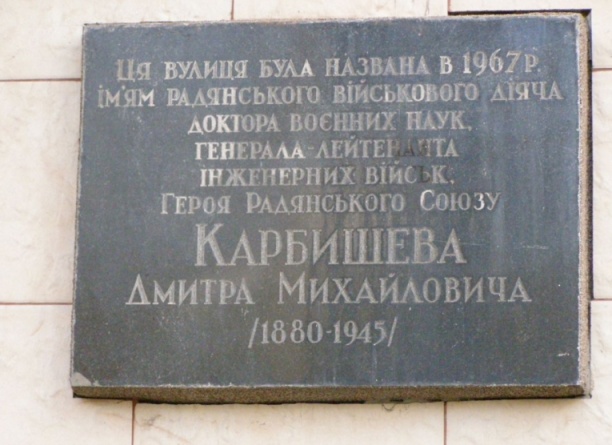 Ця вулиця була названа в 1967 р.
ім'ям радянського військового діяча
доктора воєнних наук,
генерала-лейтенанта
інженерних військ.
Героя Радянського Союзу
Карбишева
Дмитра Михайловича
/1880-1945/